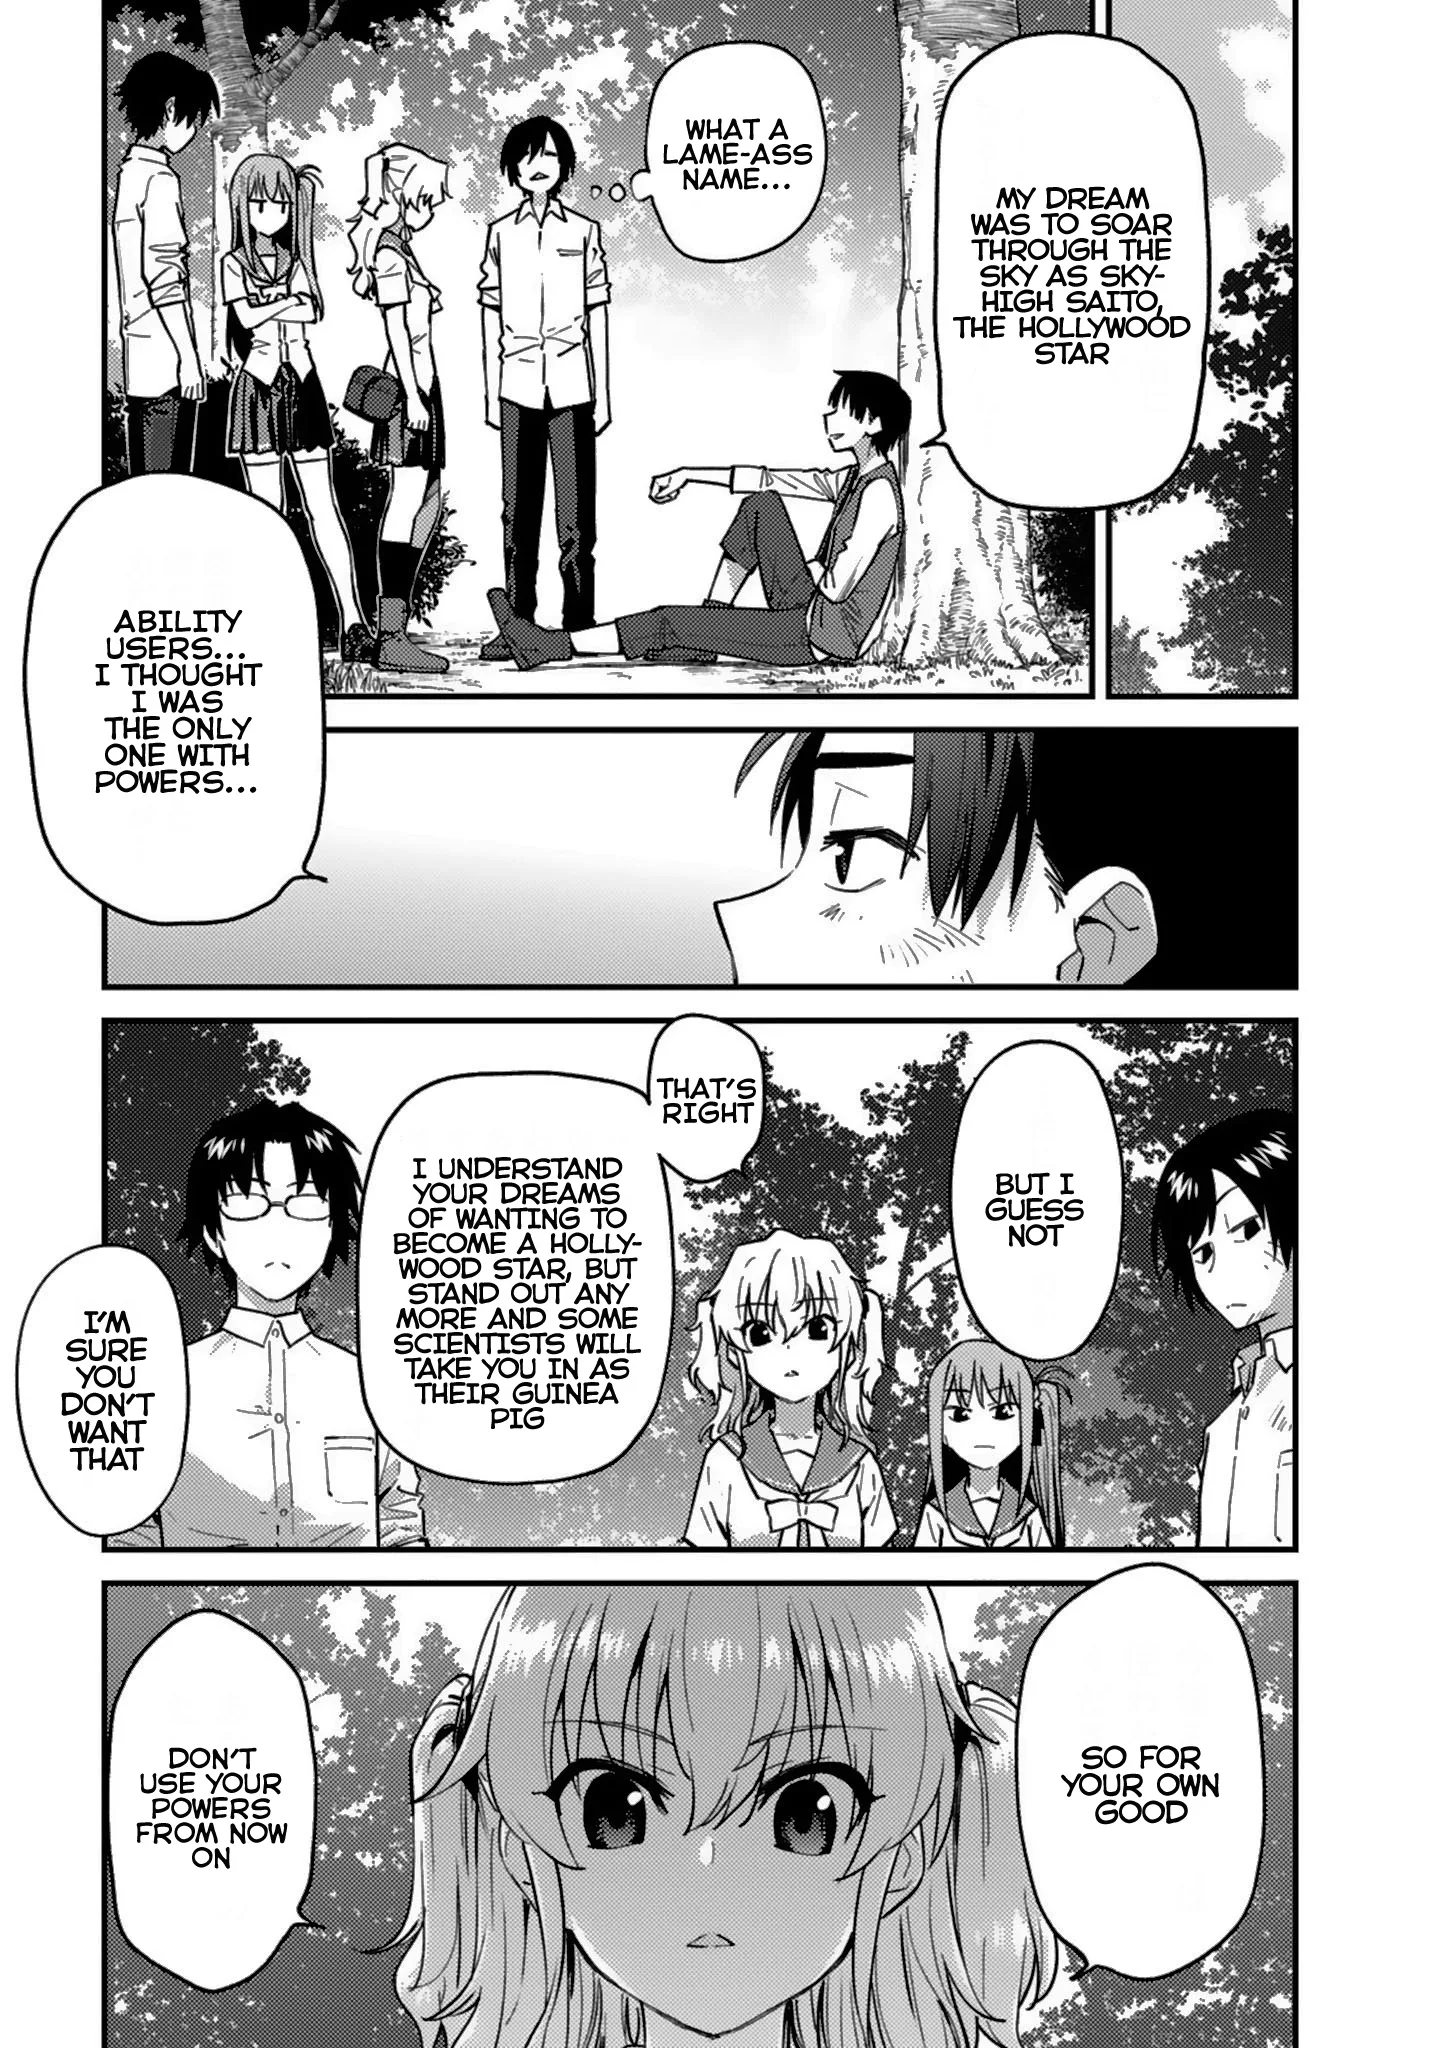 MY DREAM
WAS TO SOAR
THROUGH THE
SKY AS SKY-
HIGH SAITO,
THE HOLLYWOOD
STAR
WHAT A
LAME-ASS
NAME...
ABILITY
USERS...
I THOUGHT
I WAS
THE ONLY
ONE WITH
POWERS...
BUT I
GUESS
NOT
THAT'S
RIGHT
I UNDERSTAND
YOUR DREAMS
OF WANTING TO
BECOME A HOLLY-
WOOD STAR, BUT
STAND OUT ANY
MORE AND SOME
SCIENTISTS WILL
TAKE YOU IN AS
THEIR GUINEA
PIG
I'M
SURE
YOU
DON'T
WANT
THAT
SO FOR
YOUR OWN
GOOD
DON'T
USE YOUR
POWERS
FROM NOW
ON